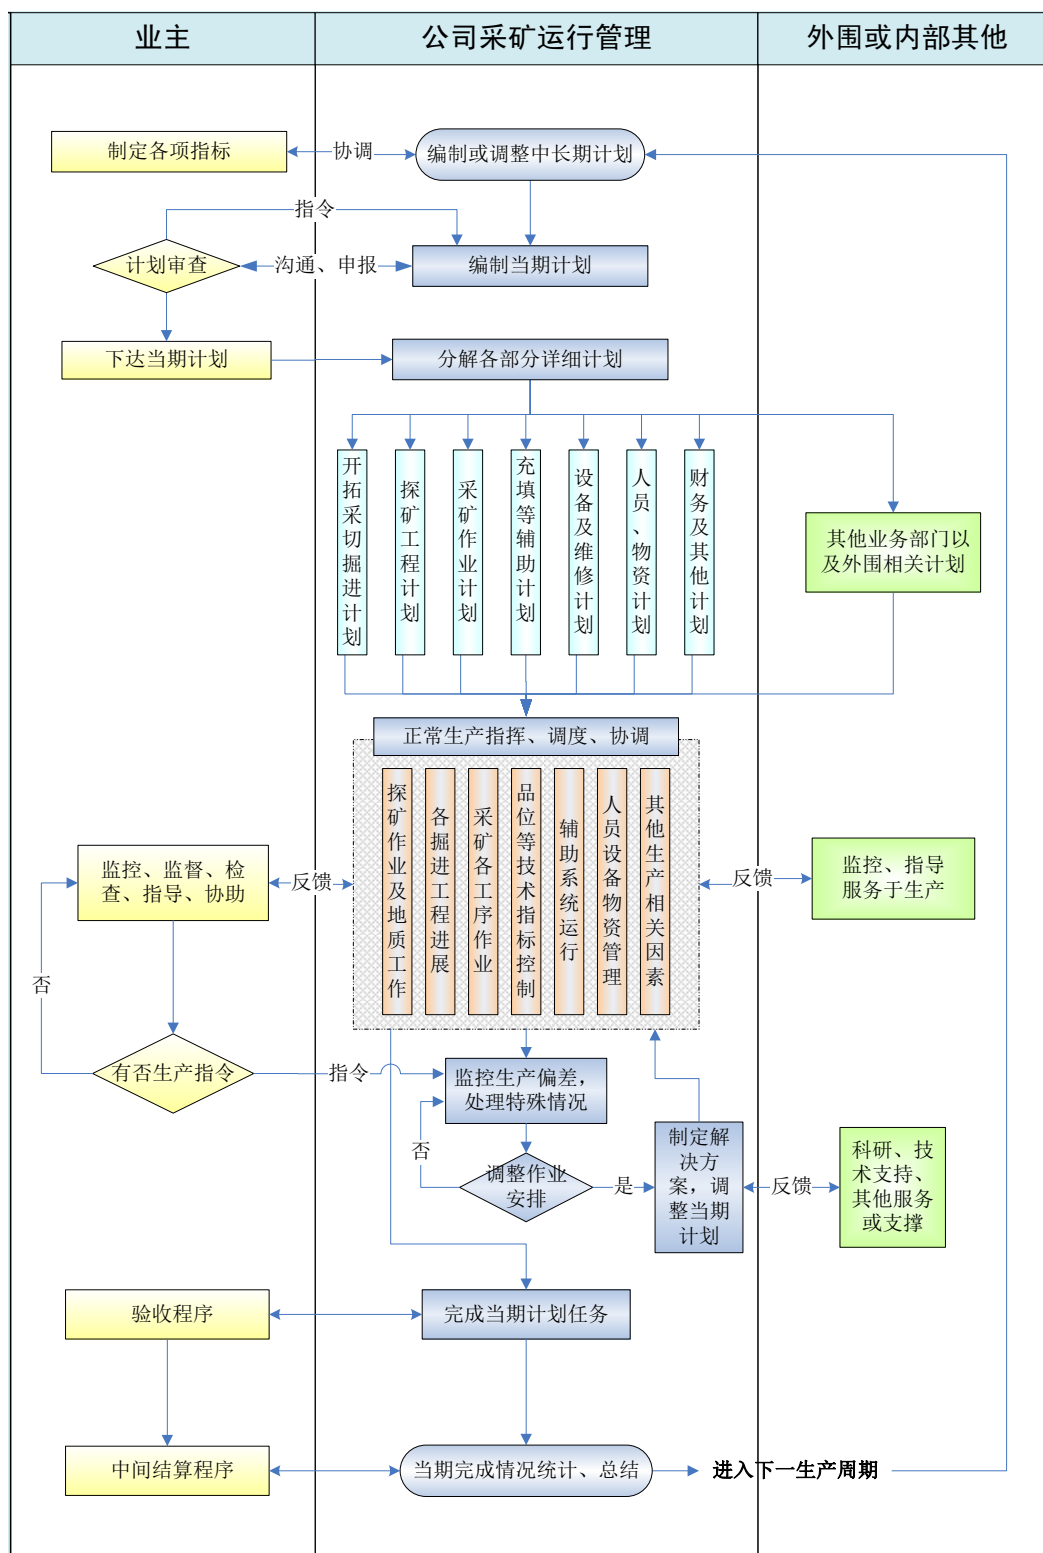 业主
公司采矿运行管理
外围或内部其他
制定各项指标
协调
编制或调整中长期计划
指令
计划审查
沟通、申报
编制当期计划
下达当期计划
分解各部分详细计划
开拓采切掘进计划
探矿工程计划
采矿作业计划
充填等辅助计划
设备及维修计划
人员、物资计划
财务及其他计划
其他业务部门以
及外围相关计划
正常生产指挥、调度、协调
探矿作业及地质工作
各掘进工程进展
采矿各工序作业
品位等技术指标控制
辅助系统运行
人员设备物资管理
其他生产相关因素
监控、监督、检
查、指导、协助
反馈
反馈
监控、指导
服务于生产
否
有否生产指令
指令
监控生产偏差，
处理特殊情况
否
调整作业
安排
是
制定解
决方
案，调
整当期
计划
反馈
科研、技
术支持、
其他服务
或支撑
验收程序
完成当期计划任务
中间结算程序
当期完成情况统计、总结
进入下一生产周期